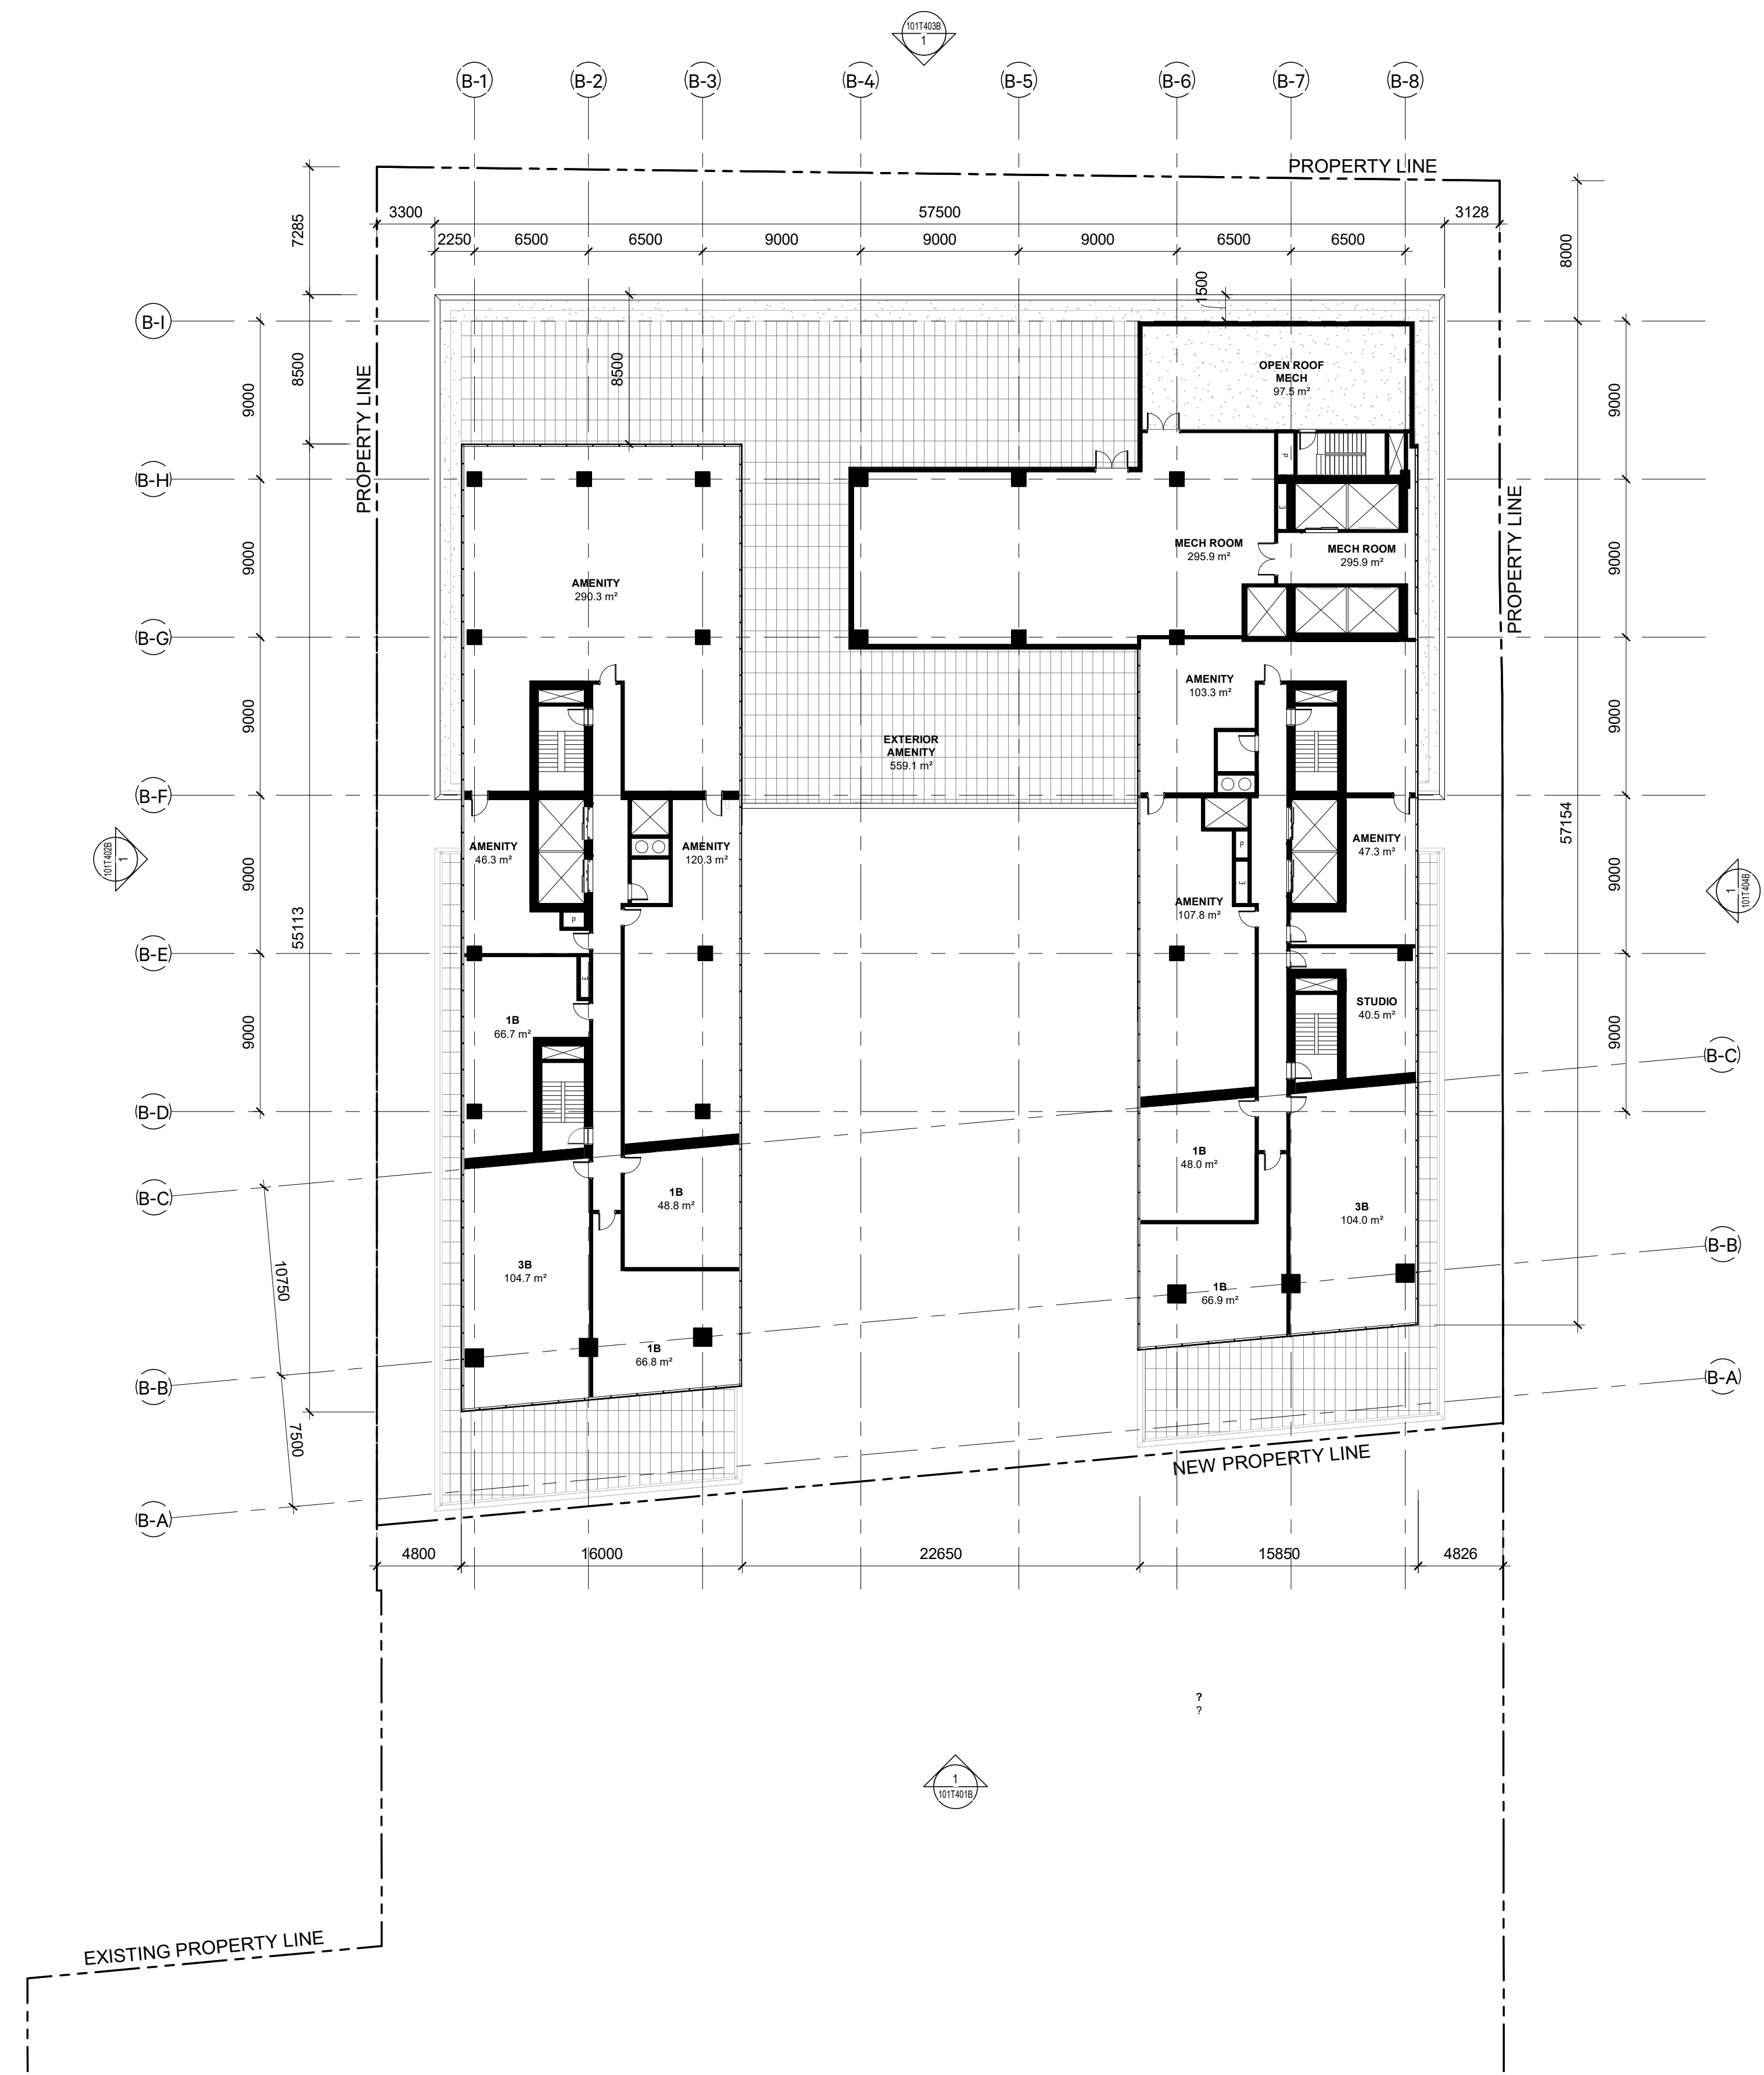 101T403B
1
B-1
B-2
B-3
B-4
B-5
B-6
B-7
B-8
PROPERTY LINE
3300
57500
3128
7285
2250
6500
6500
9000
9000
9000
6500
6500
8000
1500
B-I
8500
8500
9000
9000
PROPERTY LINE
OPEN ROOF
MECH
97.5 m²
P
B-H
PROPERTY LINE
E
9000
9000
MECH ROOM
295.9 m²
MECH ROOM
295.9 m²
AMENITY
290.3 m²
B-G
AMENITY
103.3 m²
9000
9000
EXTERIOR
AMENITY
559.1 m²
B-F
57154
101T402B
1
9000
9000
AMENITY
46.3 m²
AMENITY
120.3 m²
P
AMENITY
47.3 m²
E
1
101T404B
AMENITY
107.8 m²
P
55113
B-E
E
STUDIO
40.5 m²
1B
66.7 m²
9000
9000
B-C
B-D
1B
48.0 m²
B-C
1B
48.8 m²
3B
104.0 m²
B-B
3B
104.7 m²
10750
1B
66.9 m²
1B
66.8 m²
B-B
B-A
7500
NEW PROPERTY LINE
B-A
4800
16000
22650
15850
4826
?
?
1
101T401B
EXISTING PROPERTY LINE